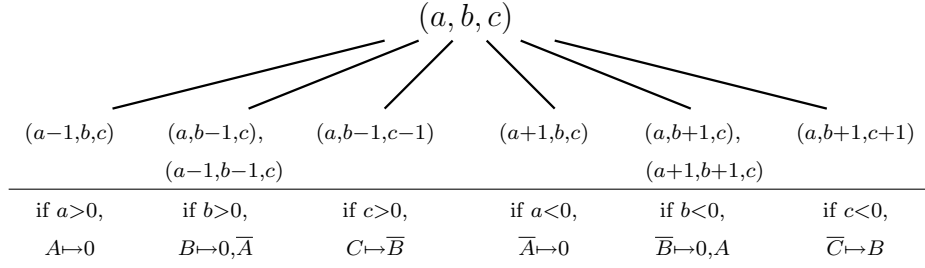 (a, b, c)
(a−1,b,c) (a,b−1,c), (a,b−1,c−1) (a+1,b,c) (a,b+1,c), (a,b+1,c+1)
(a−1,b−1,c) (a+1,b+1,c)
if a>0, if b>0, if c>0, if a<0, if b<0, if c<0,
A↦0 B↦0,A̅ C↦B̅ A̅↦0 B̅↦0,A C̅↦B